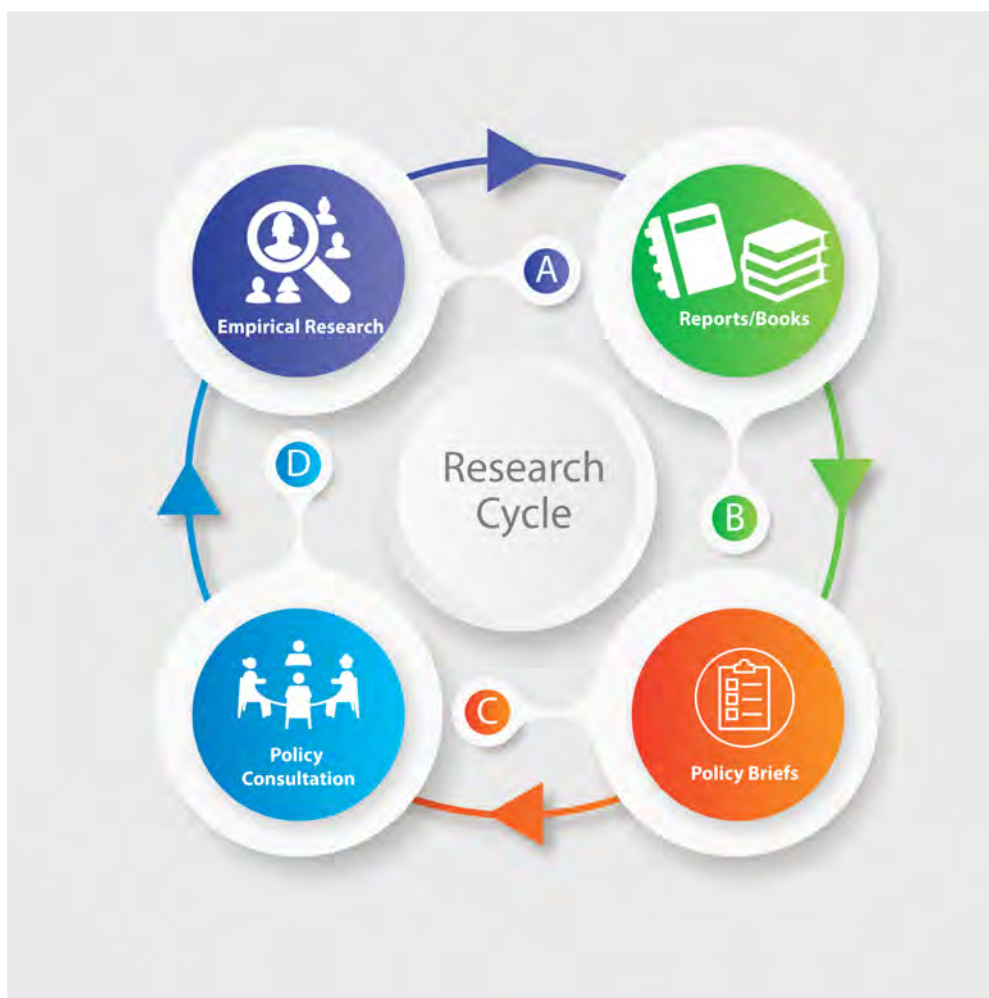 Empirical Research
A
Reports/Books
B
Research
Cycle
D
C
Policy
Consultation
Policy Briefs